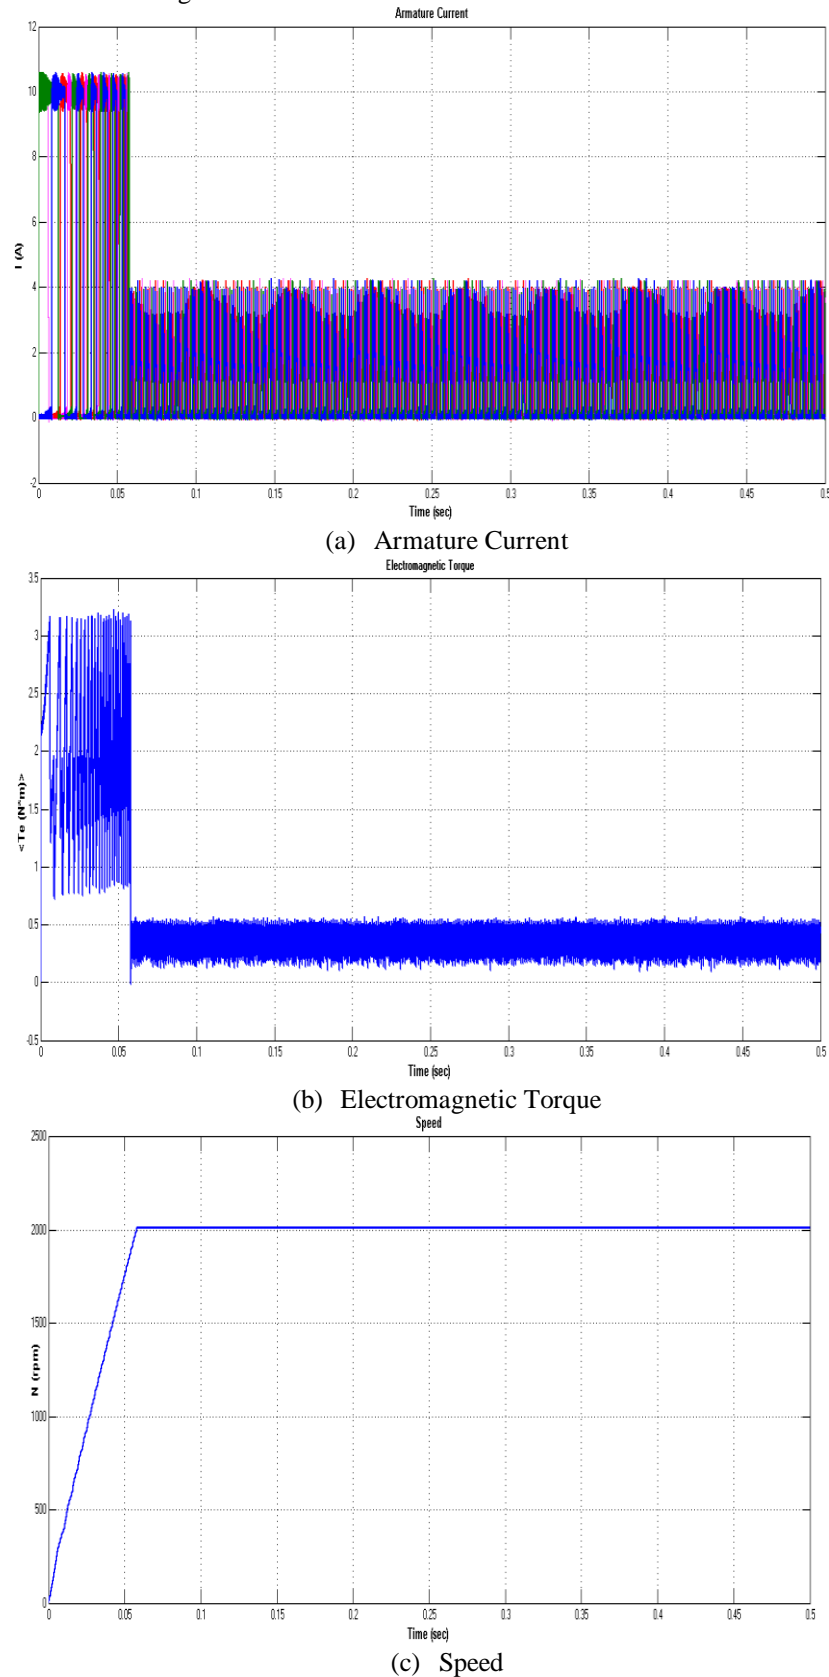 Armature Current
12
10
8
6
4
2
0
-2
I (A)
0 0.05 0.1 0.15 0.2 0.25 0.3 0.35 0.4 0.45 0.5
Time (sec)
(a) Armature Current
Electromagnetic Torque
3.5
3
2.5
2
1.5
1
0.5
0
-0.5
<Te (N*m)>
0 0.05 0.1 0.15 0.2 0.25 0.3 0.35 0.4 0.45 0.5
Time (sec)
(b) Electromagnetic Torque
Speed
2500
2000
1500
1000
500
0
N (rpm)
0 0.05 0.1 0.15 0.2 0.25 0.3 0.35 0.4 0.45 0.5
Time (sec)
(c) Speed